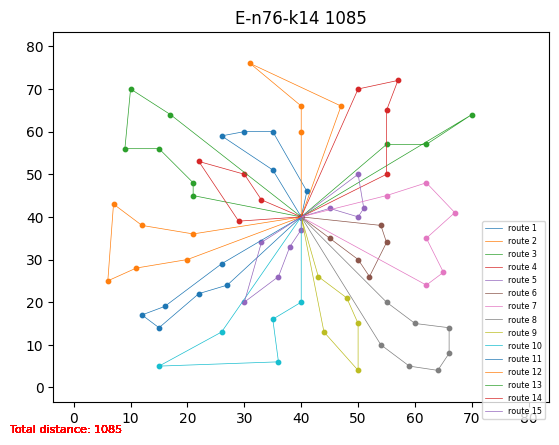 E-n76-k14 1085
80
70
60
50
40
30
20
10
0
0
10
20
30
40
50
60
70
80
route 1
route 2
route 3
route 4
route 5
route 6
route 7
route 8
route 9
route 10
route 11
route 12
route 13
route 14
route 15
Total distance: 1085